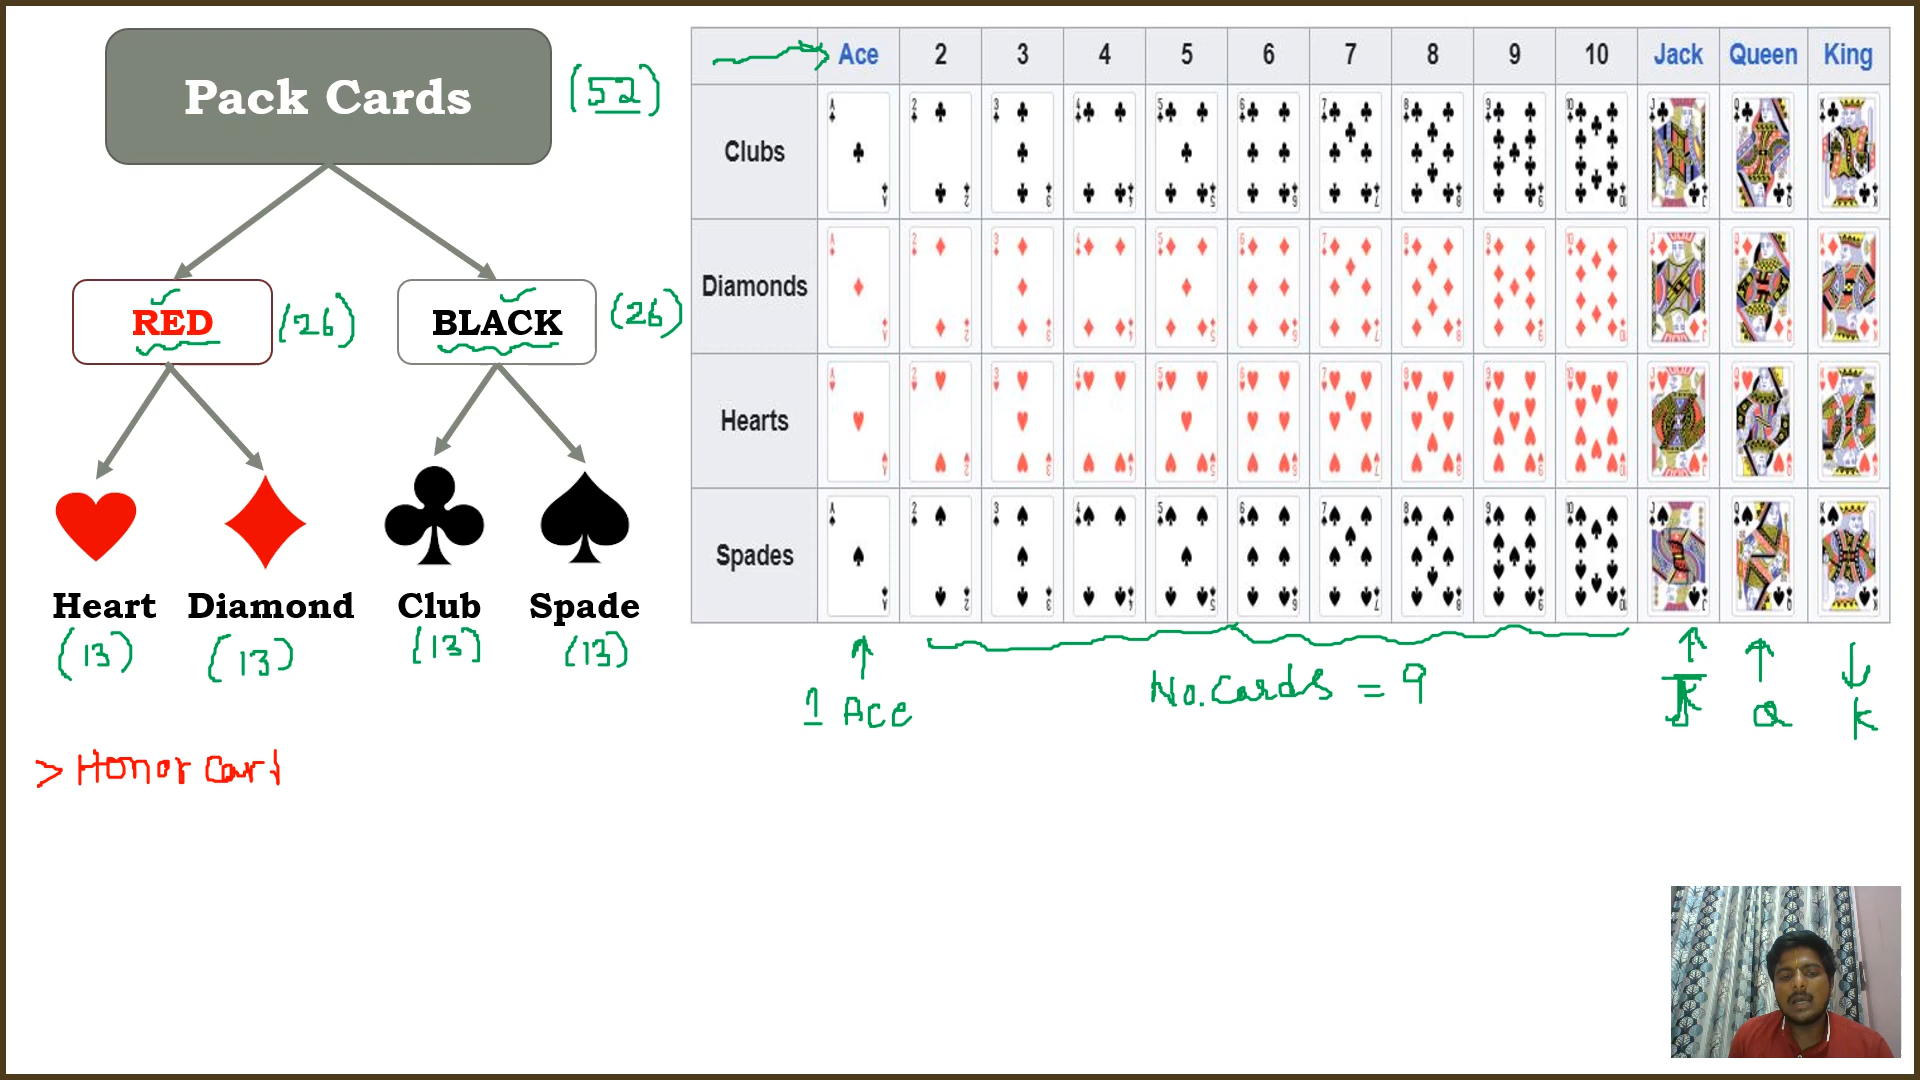 Pack Cards
(52)
RED
(26)
BLACK
(26)
Heart
Diamond
Club
Spade
(13)
(13)
(13)
(13)
> Honor Card
Ace 2 3 4 5 6 7 8 9 10 Jack Queen King
Clubs
Diamonds
Hearts
Spades
1 Ace
No. Cards = 9
J
Q
K